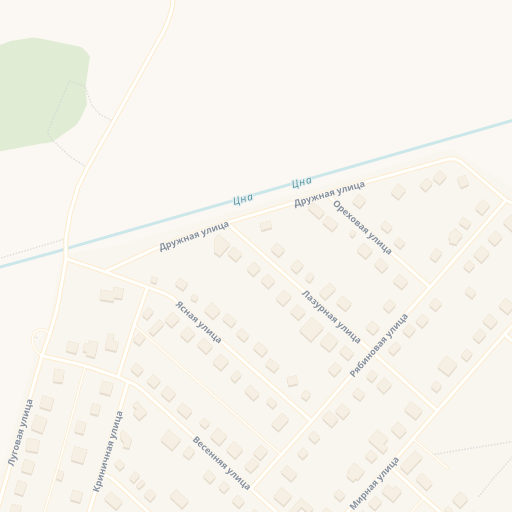 Цна
Цна
Дружная улица
Дружная улица
Ореховая улица
Ясная улица
Лазурная улица
Рябиновая улица
Луговая улица
Криничная улица
Весенняя улица
Мирная улица